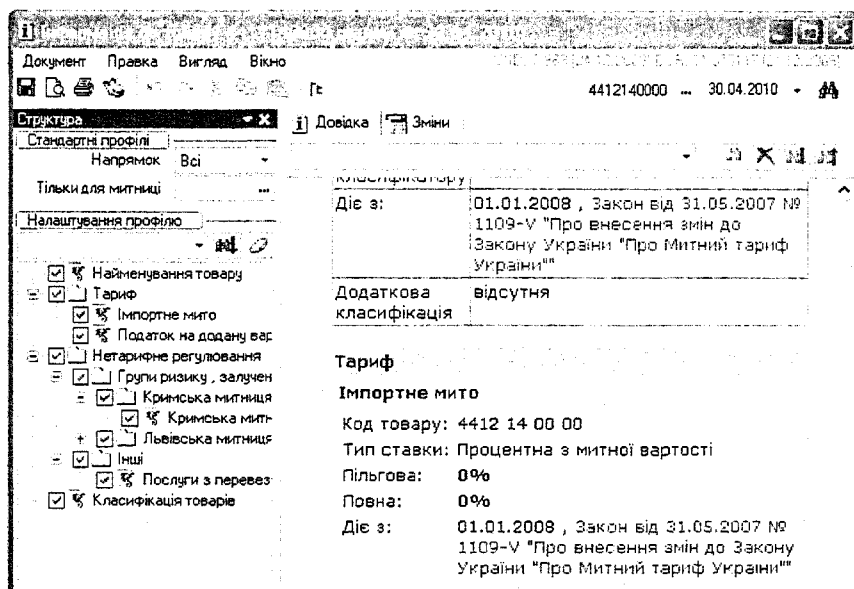 Документ Правка Вигляд Вікно
4412140000 ... 30.04.2010
Структура
Стандартні профілі
Напрямок Всі
Тільки для митниці ...
Налаштування профілю
Найменування товару
Тариф
Імпортне мито
Податок на додану вар
Нетарифне регулювання
Групи ризику , залучен
Кримська митниця
Кримська митн
Львівська митниця
Інші
Послуги з перевез
Класифікація товарів
Довідка Зміни
класифікатору
Діє з: 01.01.2008 , Закон від 31.05.2007 №
1109-V "Про внесення змін до
Закону України "Про Митний тариф
України""
Додаткова відсутня
класифікація
Тариф
Імпортне мито
Код товару: 4412 14 00 00
Тип ставки: Процентна з митної вартості
Пільгова: 0%
Повна: 0%
Діє з: 01.01.2008 , Закон від 31.05.2007 №
1109-V "Про внесення змін до Закону
України "Про Митний тариф України""